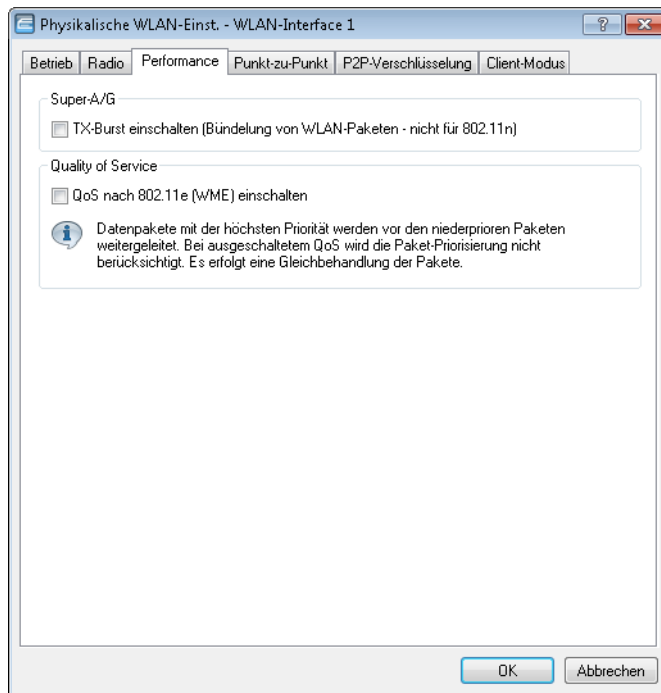 Physikalische WLAN-Einst. - WLAN-Interface 1
Betrieb Radio Performance Punkt-zu-Punkt P2P-Verschlüsselung Client-Modus
Super-A/G
TX-Burst einschalten (Bündelung von WLAN-Paketen - nicht für 802.11n)
Quality of Service
QoS nach 802.11e (WME) einschalten
Datenpakete mit der höchsten Priorität werden vor den niederprioren Paketen
weitergeleitet. Bei ausgeschaltetem QoS wird die Paket-Priorisierung nicht
berücksichtigt. Es erfolgt eine Gleichbehandlung der Pakete.
OK Abbrechen